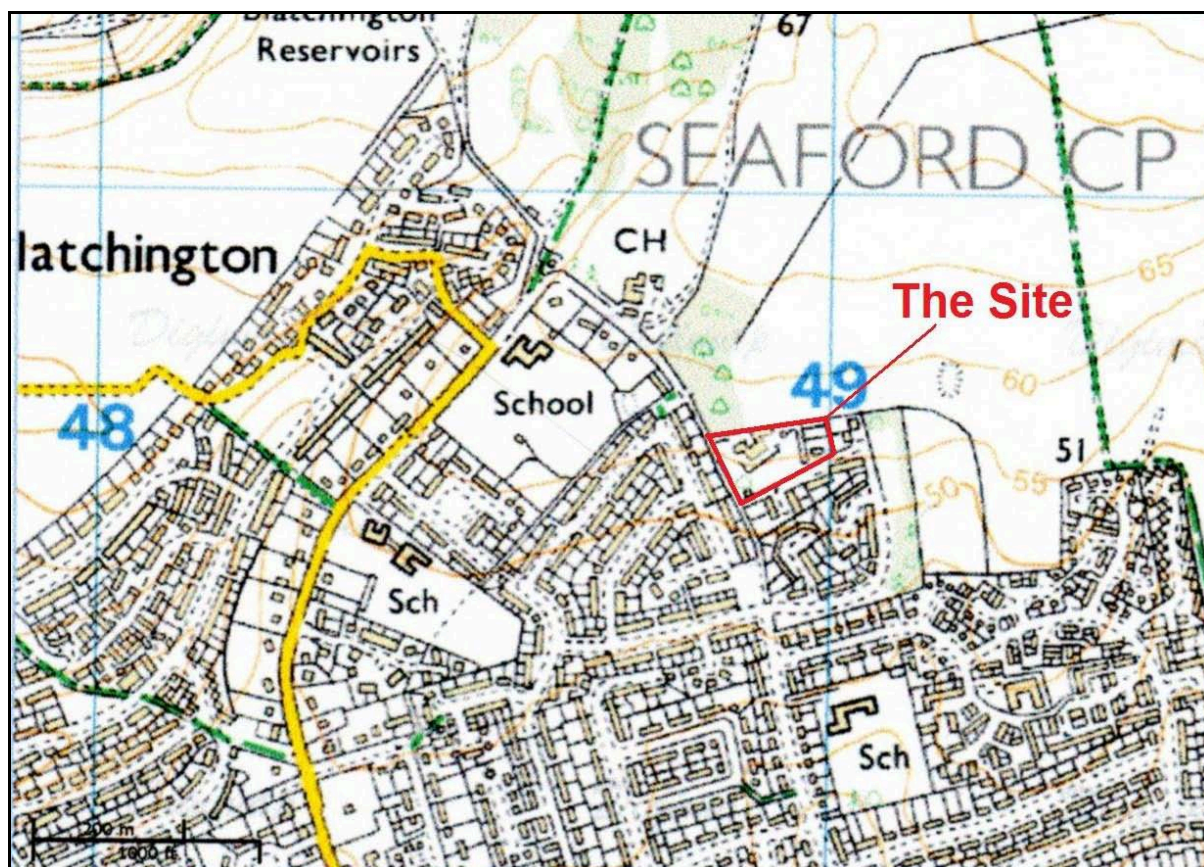 Blatchington
Reservoirs
67
SEAFORD CP
latchington
CH
The Site
65
School
49
60
48
51
50
55
Sch
Sch
200 m
1000 ft